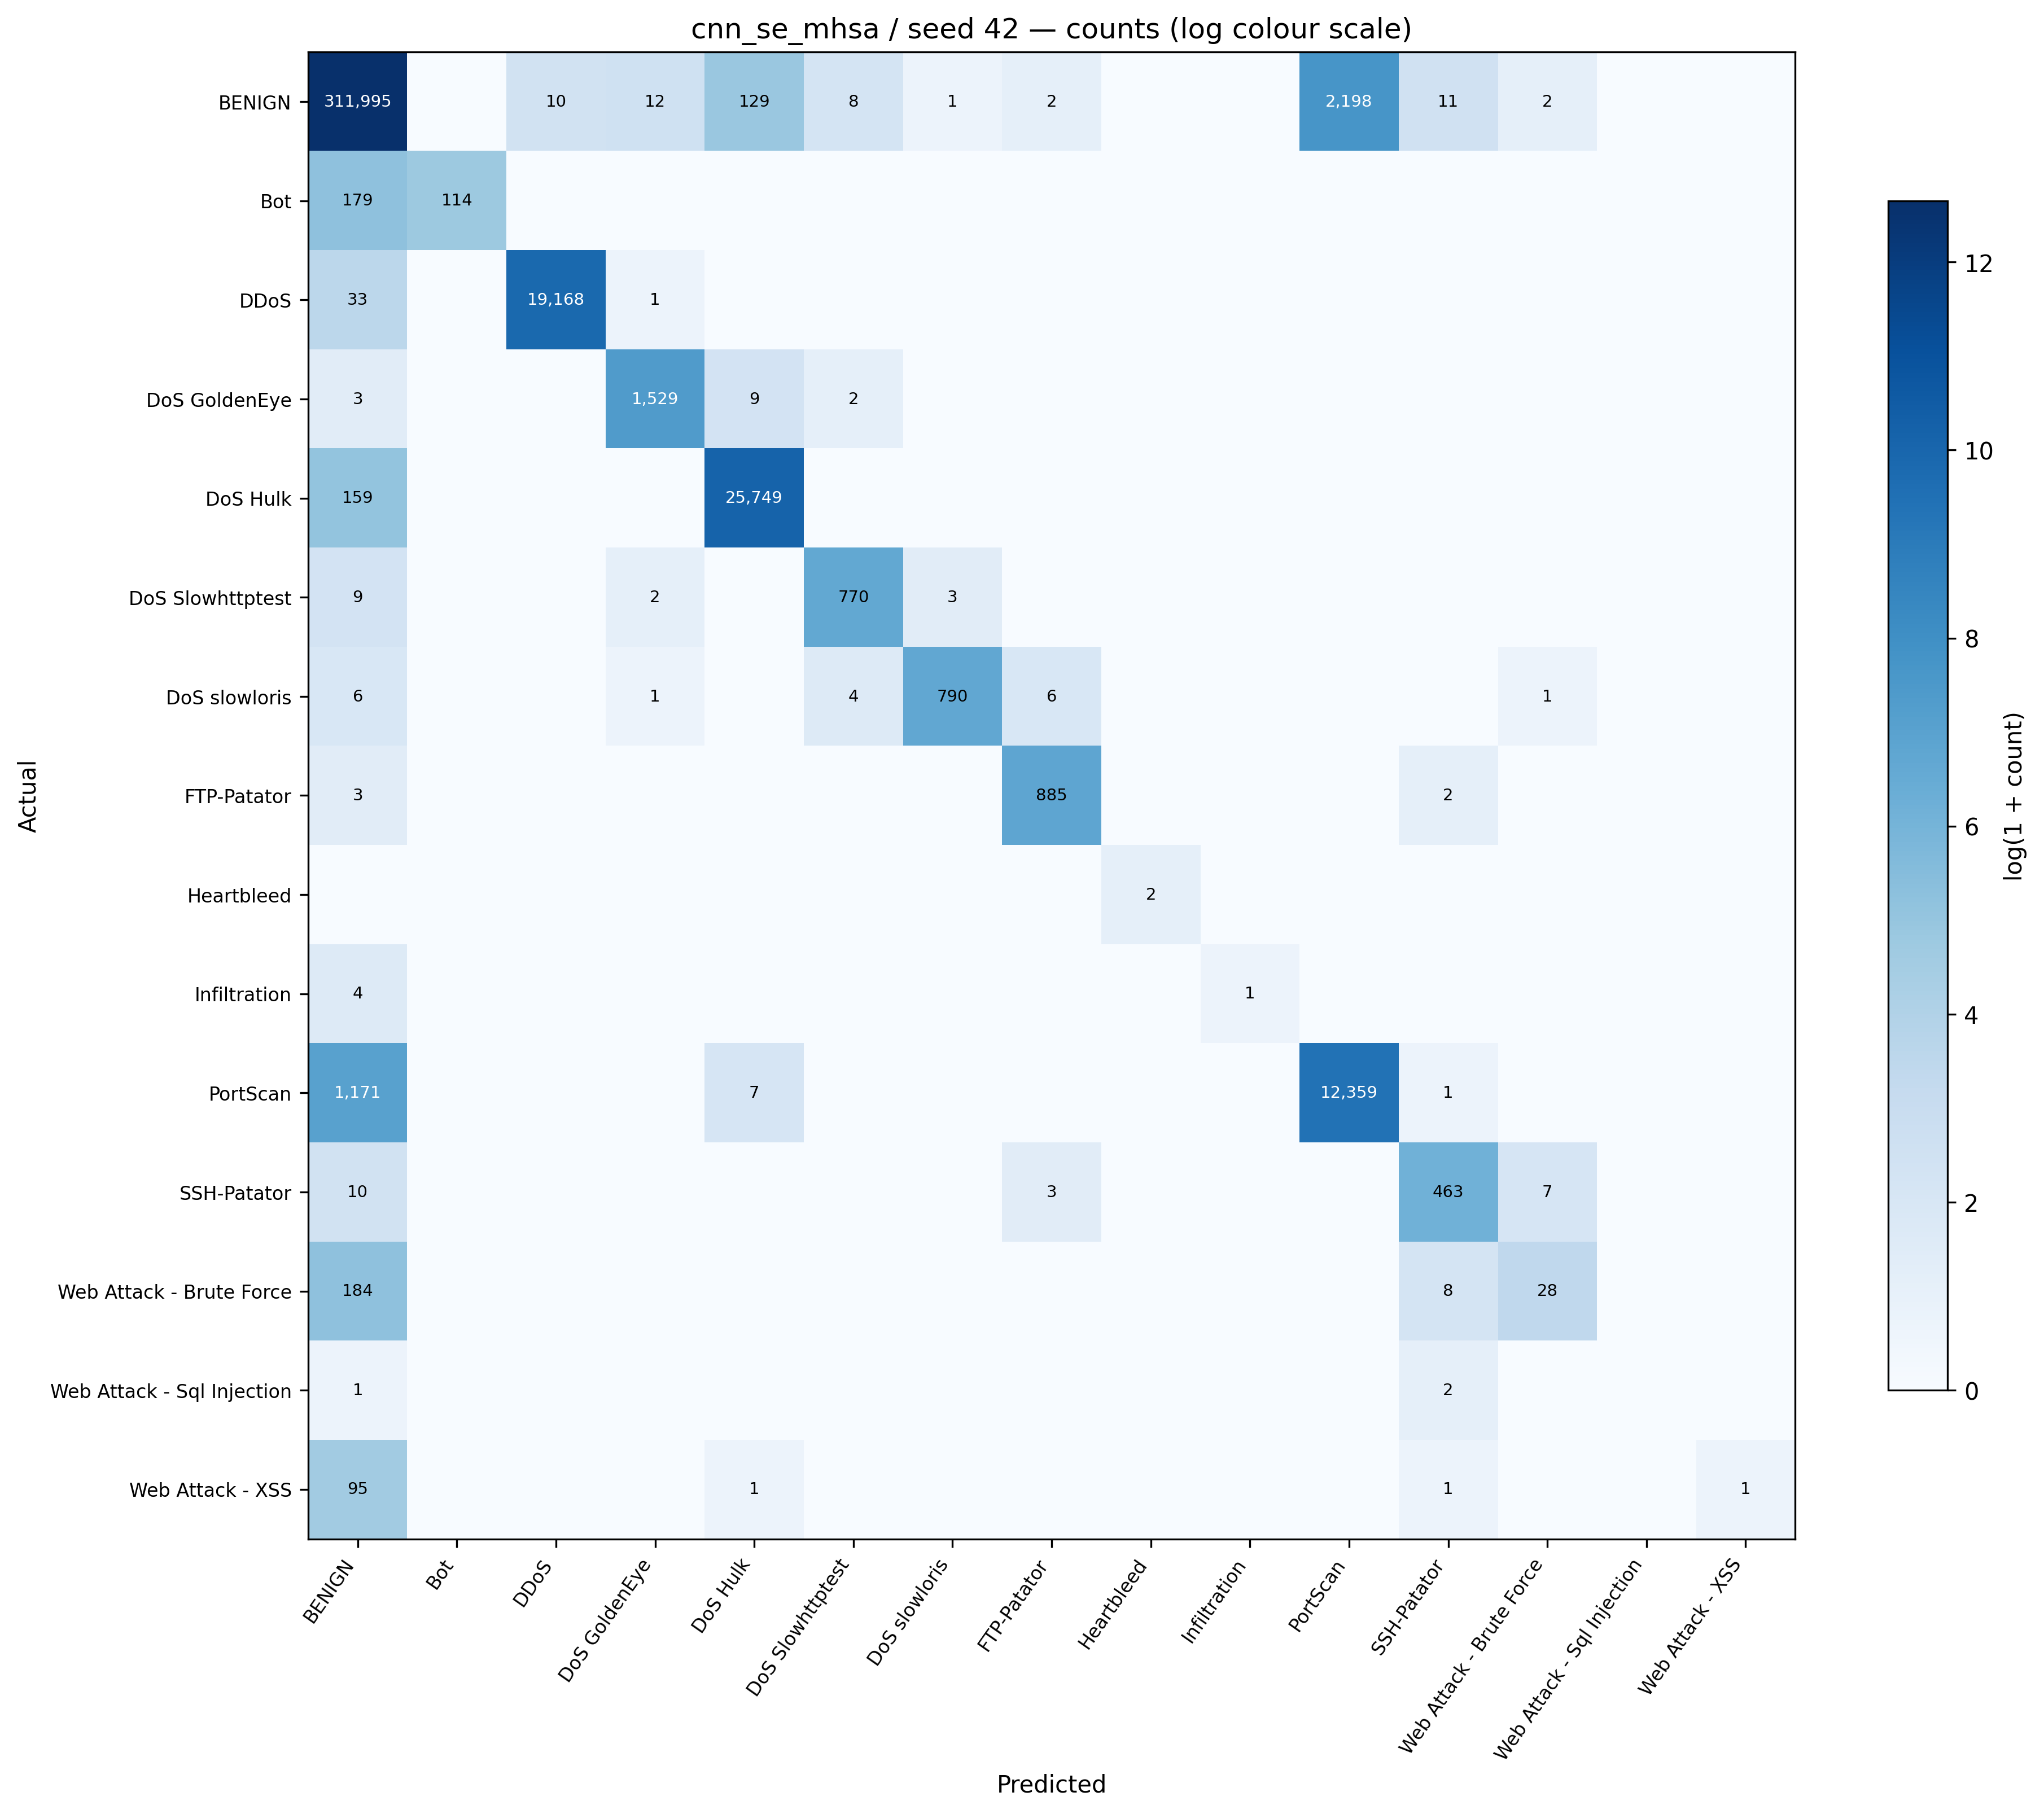 cnn_se_mhsa / seed 42 — counts (log colour scale)
BENIGN 311,995 10 12 129 8 1 2 2,198 11 2
Bot 179 114
DDoS 33 19,168 1
DoS GoldenEye 3 1,529 9 2
DoS Hulk 159 25,749
DoS Slowhttptest 9 2 770 3
DoS slowloris 6 1 4 790 6 1
FTP-Patator 3 885 2
Heartbleed 2
Infiltration 4 1
PortScan 1,171 7 12,359 1
SSH-Patator 10 3 463 7
Web Attack - Brute Force 184 8 28
Web Attack - Sql Injection 1 2
Web Attack - XSS 95 1 1 1
Actual
BENIGN
Bot
DDoS
DoS GoldenEye
DoS Hulk
DoS Slowhttptest
DoS slowloris
FTP-Patator
Heartbleed
Infiltration
PortScan
SSH-Patator
Web Attack - Brute Force
Web Attack - Sql Injection
Web Attack - XSS
Predicted
12
10
8
6
4
2
0
log(1 + count)